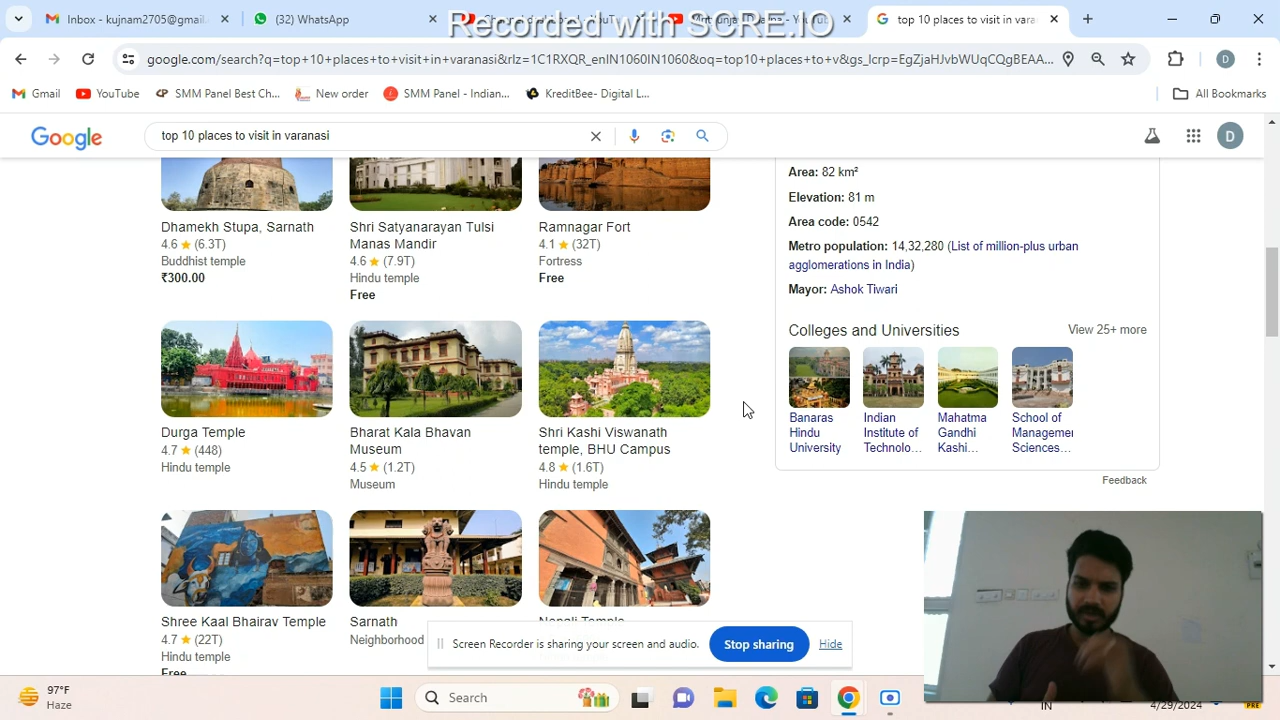 Inbox - kujnam2705@gmail
(32) WhatsApp
top 10 places to visit in vara
Recorded with SCRE.IO
google.com/search?q=top+10+places+to+visit+in+varanasi&rlz=1C1RXQR_enIN1060IN1060&oq=top10+places+to+v&gs_lcrp=EgZjaHJvbWUqCQgBEAA...
D
Gmail
YouTube
SMM Panel Best Ch...
New order
SMM Panel - Indian...
KreditBee- Digital L...
All Bookmarks
Google
top 10 places to visit in varanasi
D
Dhamekh Stupa, Sarnath
4.6 ★ (6.3T)
Buddhist temple
₹300.00
Shri Satyanarayan Tulsi
Manas Mandir
4.6 ★ (7.9T)
Hindu temple
Free
Ramnagar Fort
4.1 ★ (32T)
Fortress
Free
Durga Temple
4.7 ★ (448)
Hindu temple
Bharat Kala Bhavan
Museum
4.5 ★ (1.2T)
Museum
Shri Kashi Viswanath
temple, BHU Campus
4.8 ★ (1.6T)
Hindu temple
Shree Kaal Bhairav Temple
4.7 ★ (22T)
Hindu temple
Free
Sarnath
Neighborhood
Nepali Temple
Area: 82 km²
Elevation: 81 m
Area code: 0542
Metro population: 14,32,280 (List of million-plus urban
agglomerations in India)
Mayor: Ashok Tiwari
Colleges and Universities
View 25+ more
Banaras
Hindu
University
Indian
Institute of
Technolo...
Mahatma
Gandhi
Kashi...
School of
Managemer
Sciences...
Feedback
Screen Recorder is sharing your screen and audio.
Stop sharing
Hide
97°F
Haze
Search
IN
4/29/2024
PRE